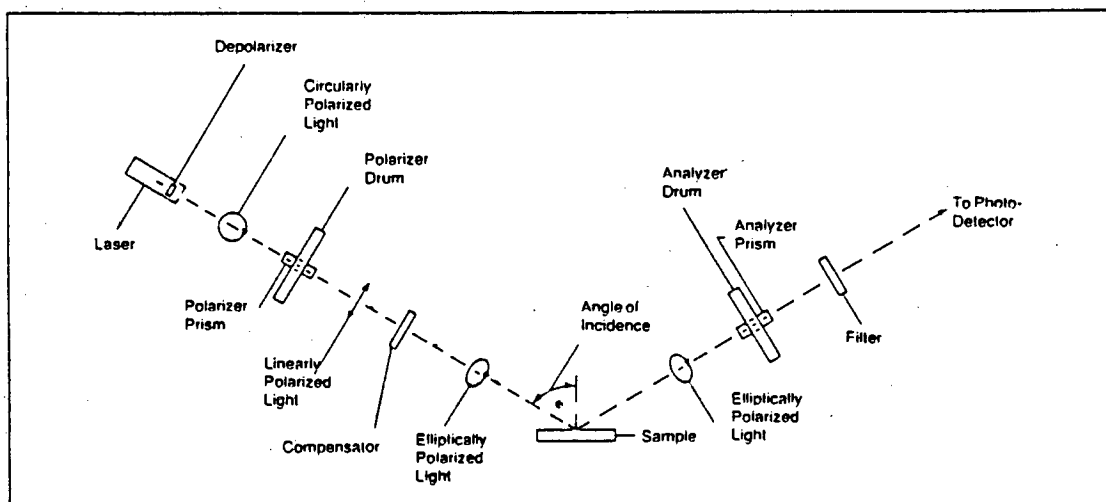 Depolarizer
Circularly
Polarized
Light
Polarizer
Drum
Laser
Polarizer
Prism
Linearly
Polarized
Light
Compensator
Elliptically
Polarized
Light
Angle of
Incidence
Sample
Analyzer
Drum
Analyzer
Prism
To Photo-
Detector
Filter
Elliptically
Polarized
Light